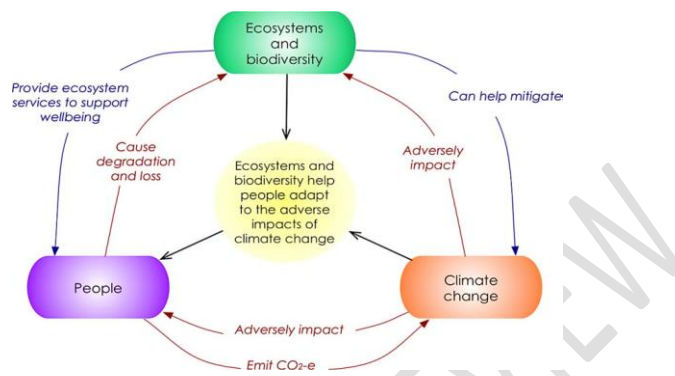 Ecosystems
and
biodiversity
Provide ecosystem
services to support
wellbeing
Can help mitigate
Cause
degradation
and loss
Adversely
impact
Ecosystems and
biodiversity help
people adapt
to the adverse
impacts of
climate change
People
Climate
change
Adversely impact
Emit CO₂-e